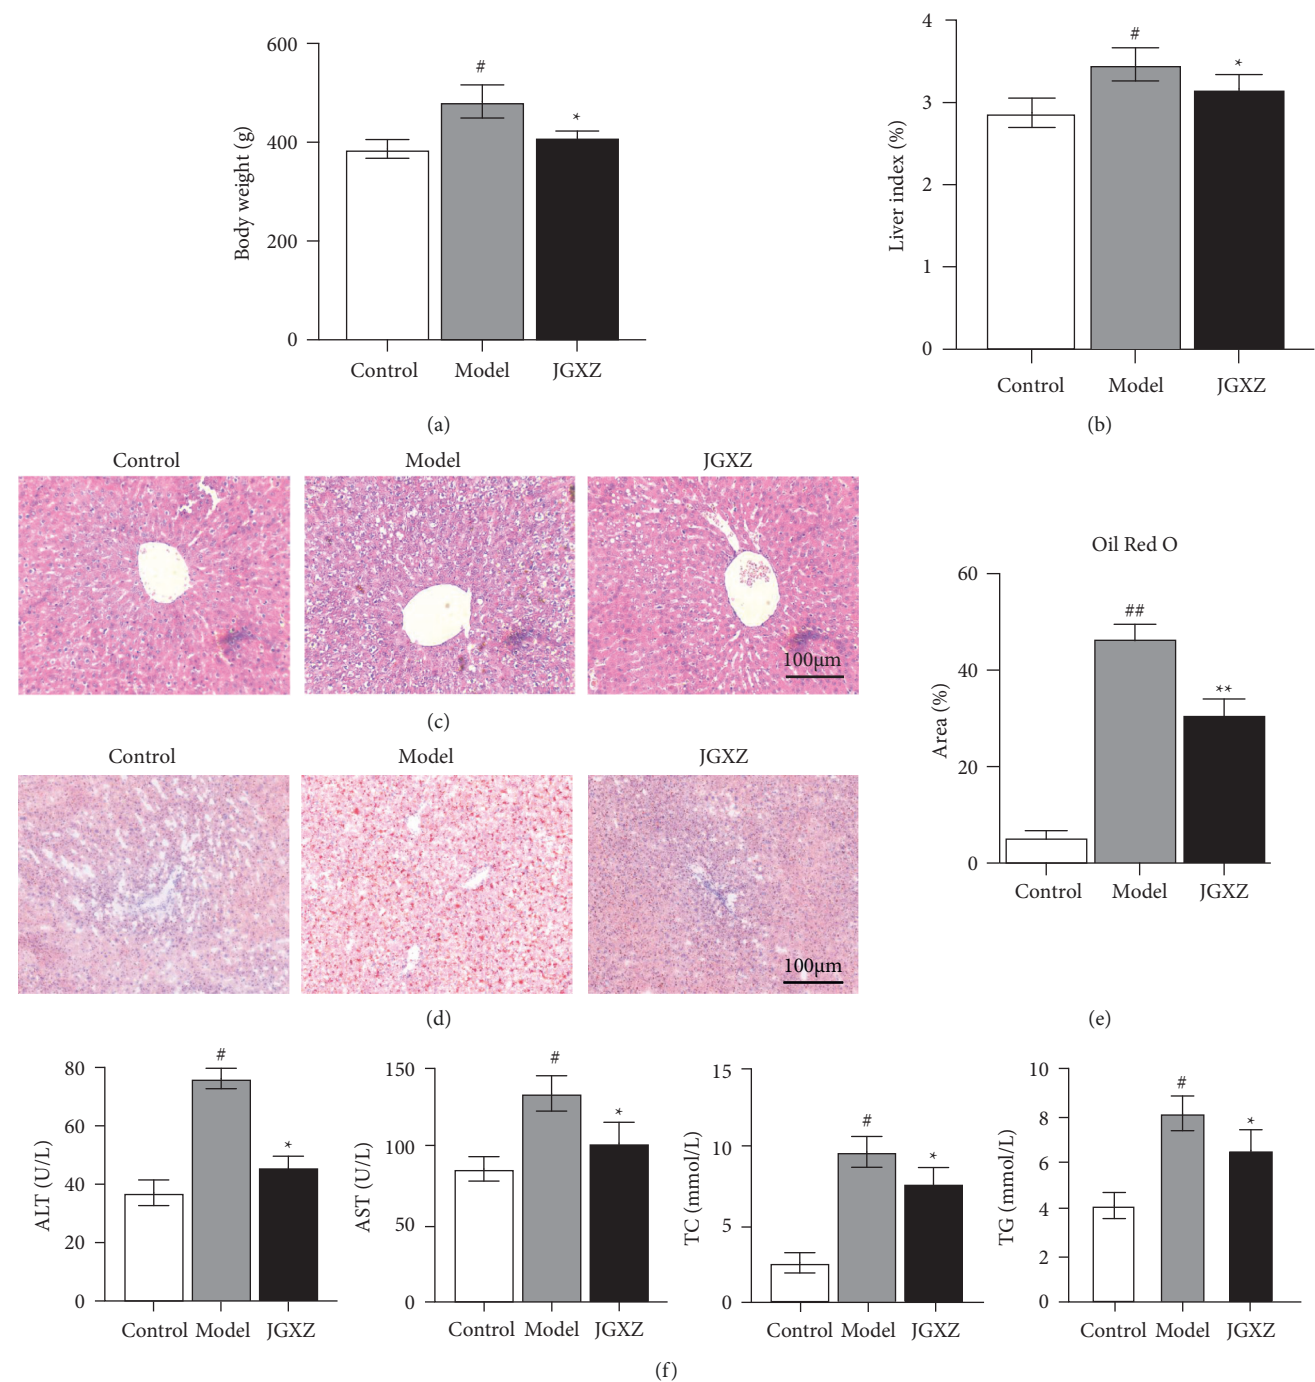 600
400
200
0
Body weight (g)
#
*
Control Model JGXZ
(a)
4
3
2
1
0
Liver index (%)
#
*
Control Model JGXZ
(b)
Control Model JGXZ
100μm
(c)
Control Model JGXZ
100μm
(d)
Oil Red O
60
40
20
0
Area (%)
##
**
Control Model JGXZ
(e)
80
60
40
20
0
ALT (U/L)
#
*
Control Model JGXZ
150
100
50
0
AST (U/L)
#
*
Control Model JGXZ
15
10
5
0
TC (mmol/L)
#
*
Control Model JGXZ
10
8
6
4
2
0
TG (mmol/L)
#
*
Control Model JGXZ
(f)